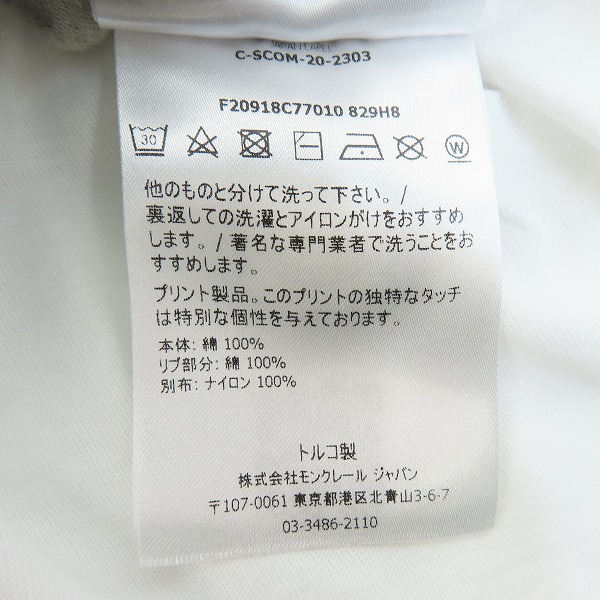 C-SCOM-20-2303
F20918C77010 829H8
30
W
他のものと分けて洗って下さい。/
裏返しての洗濯とアイロンがけをおすすめ
します。/ 著名な専門業者で洗うことをお
すすめします。
プリント製品。このプリントの独特なタッチ
は特別な個性を与えております。
本体: 綿 100%
リブ部分: 綿 100%
別布: ナイロン 100%
トルコ製
株式会社モンクレール ジャパン
〒107-0061 東京都港区北青山3-6-7
03-3486-2110